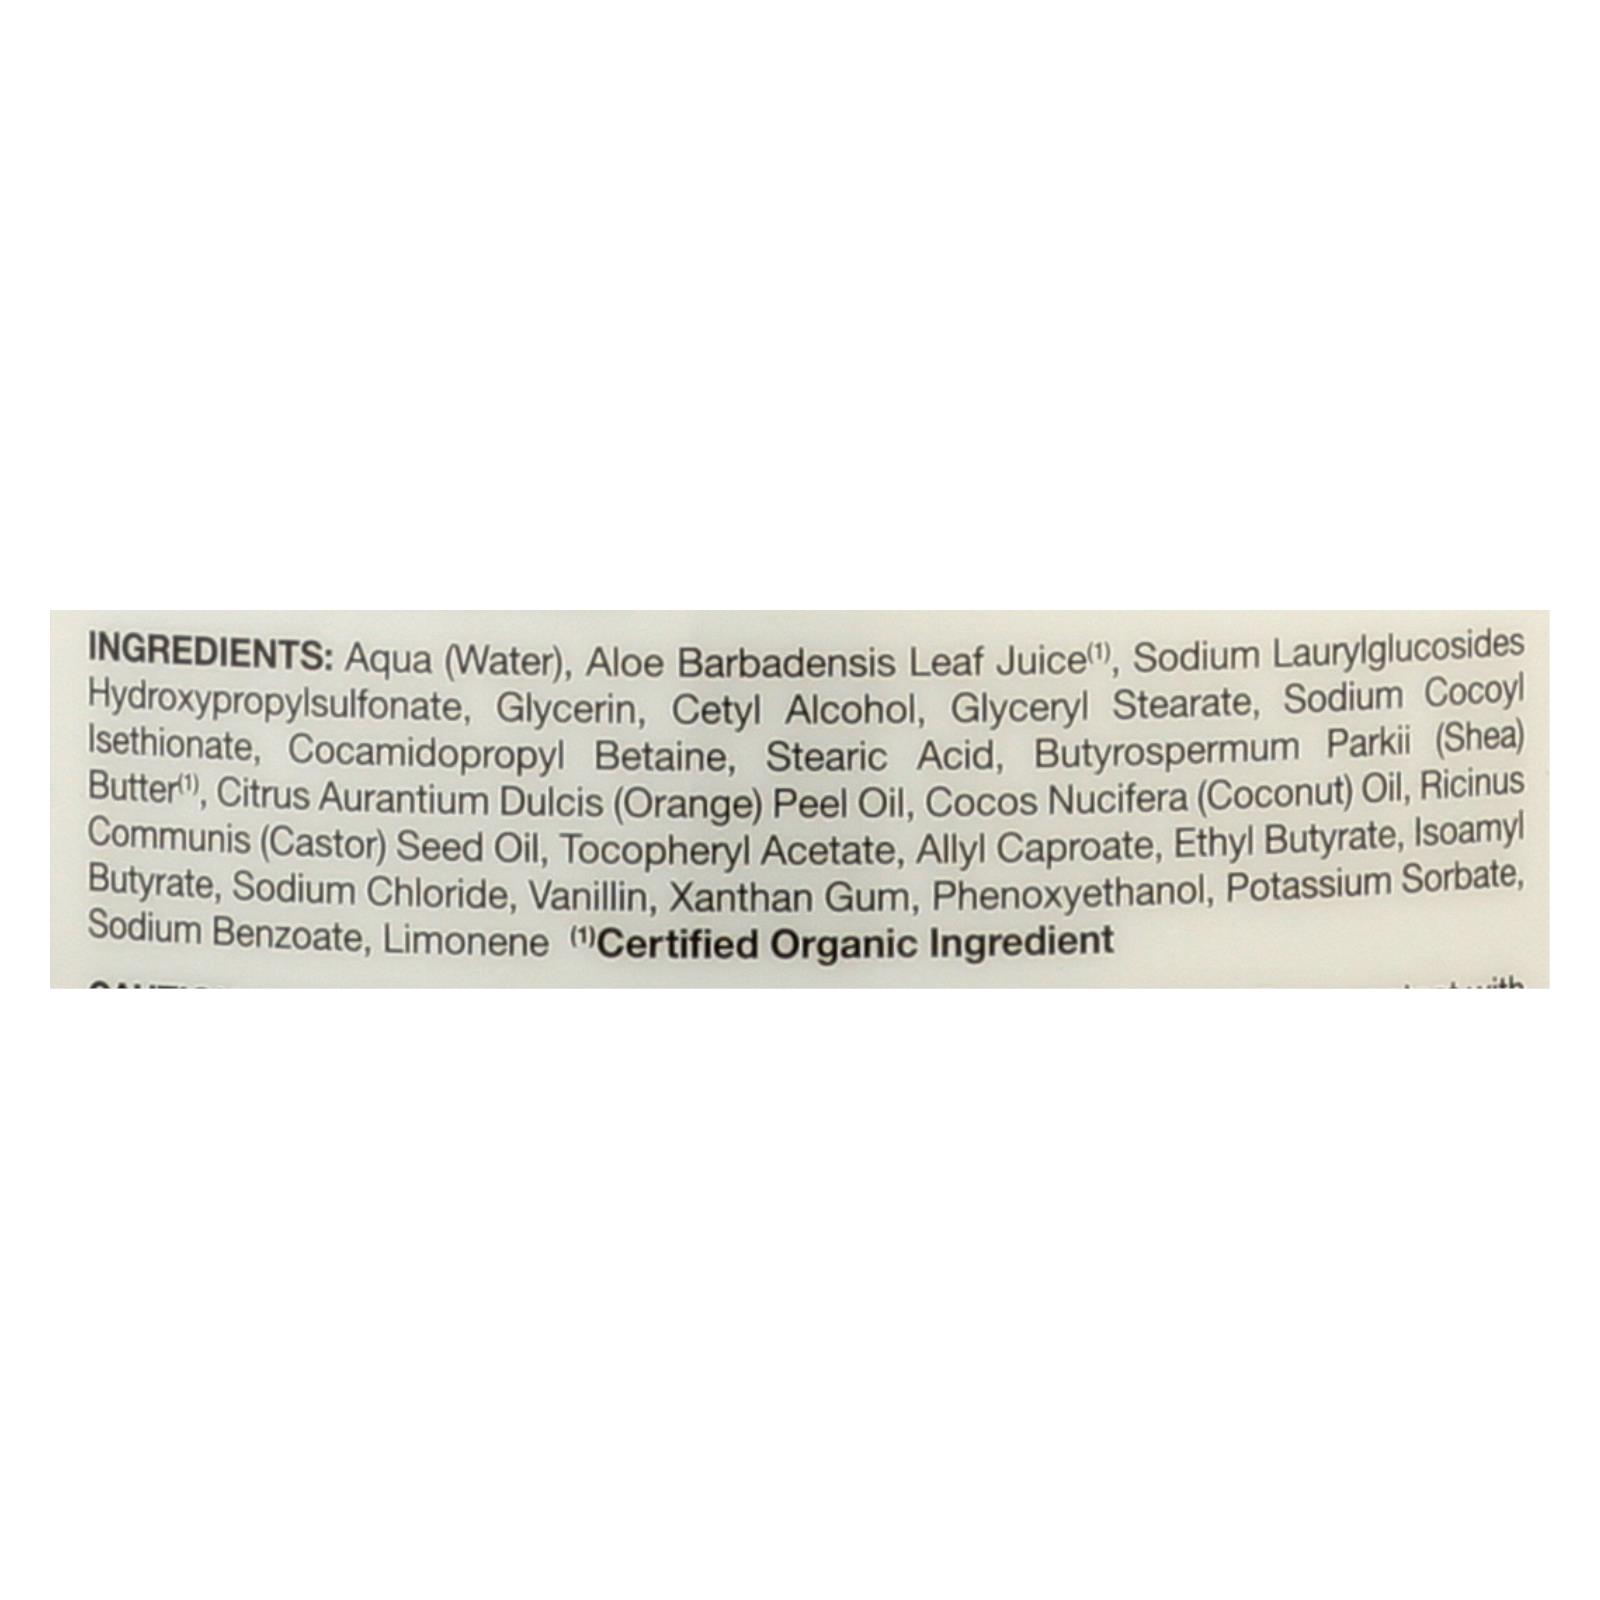 INGREDIENTS: Aqua (Water), Aloe Barbadensis Leaf Juice⁽¹⁾, Sodium Laurylglucosides
Hydroxypropylsulfonate, Glycerin, Cetyl Alcohol, Glyceryl Stearate, Sodium Cocoyl
Isethionate, Cocamidopropyl Betaine, Stearic Acid, Butyrospermum Parkii (Shea)
Butter⁽¹⁾, Citrus Aurantium Dulcis (Orange) Peel Oil, Cocos Nucifera (Coconut) Oil, Ricinus
Communis (Castor) Seed Oil, Tocopheryl Acetate, Allyl Caproate, Ethyl Butyrate, Isoamyl
Butyrate, Sodium Chloride, Vanillin, Xanthan Gum, Phenoxyethanol, Potassium Sorbate,
Sodium Benzoate, Limonene ⁽¹⁾Certified Organic Ingredient
with